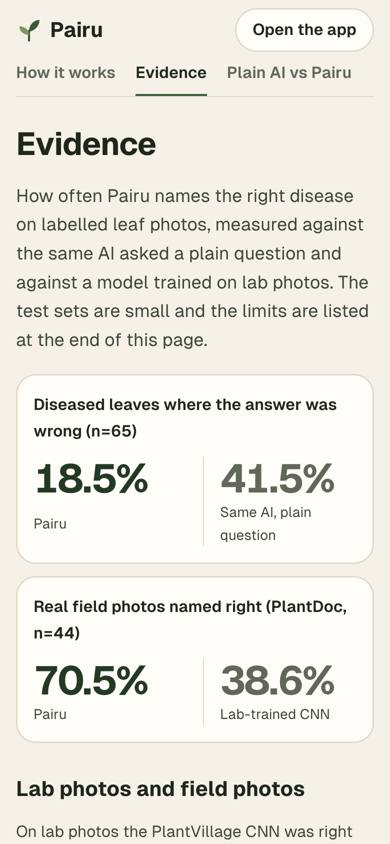 Pairu
Open the app
How it works
Evidence
Plain AI vs Pairu
Evidence
How often Pairu names the right disease
on labelled leaf photos, measured against
the same AI asked a plain question and
against a model trained on lab photos. The
test sets are small and the limits are listed
at the end of this page.
Diseased leaves where the answer was
wrong (n=65)
18.5%
Pairu
41.5%
Same AI, plain
question
Real field photos named right (PlantDoc,
n=44)
70.5%
Pairu
38.6%
Lab-trained CNN
Lab photos and field photos
On lab photos the PlantVillage CNN was right